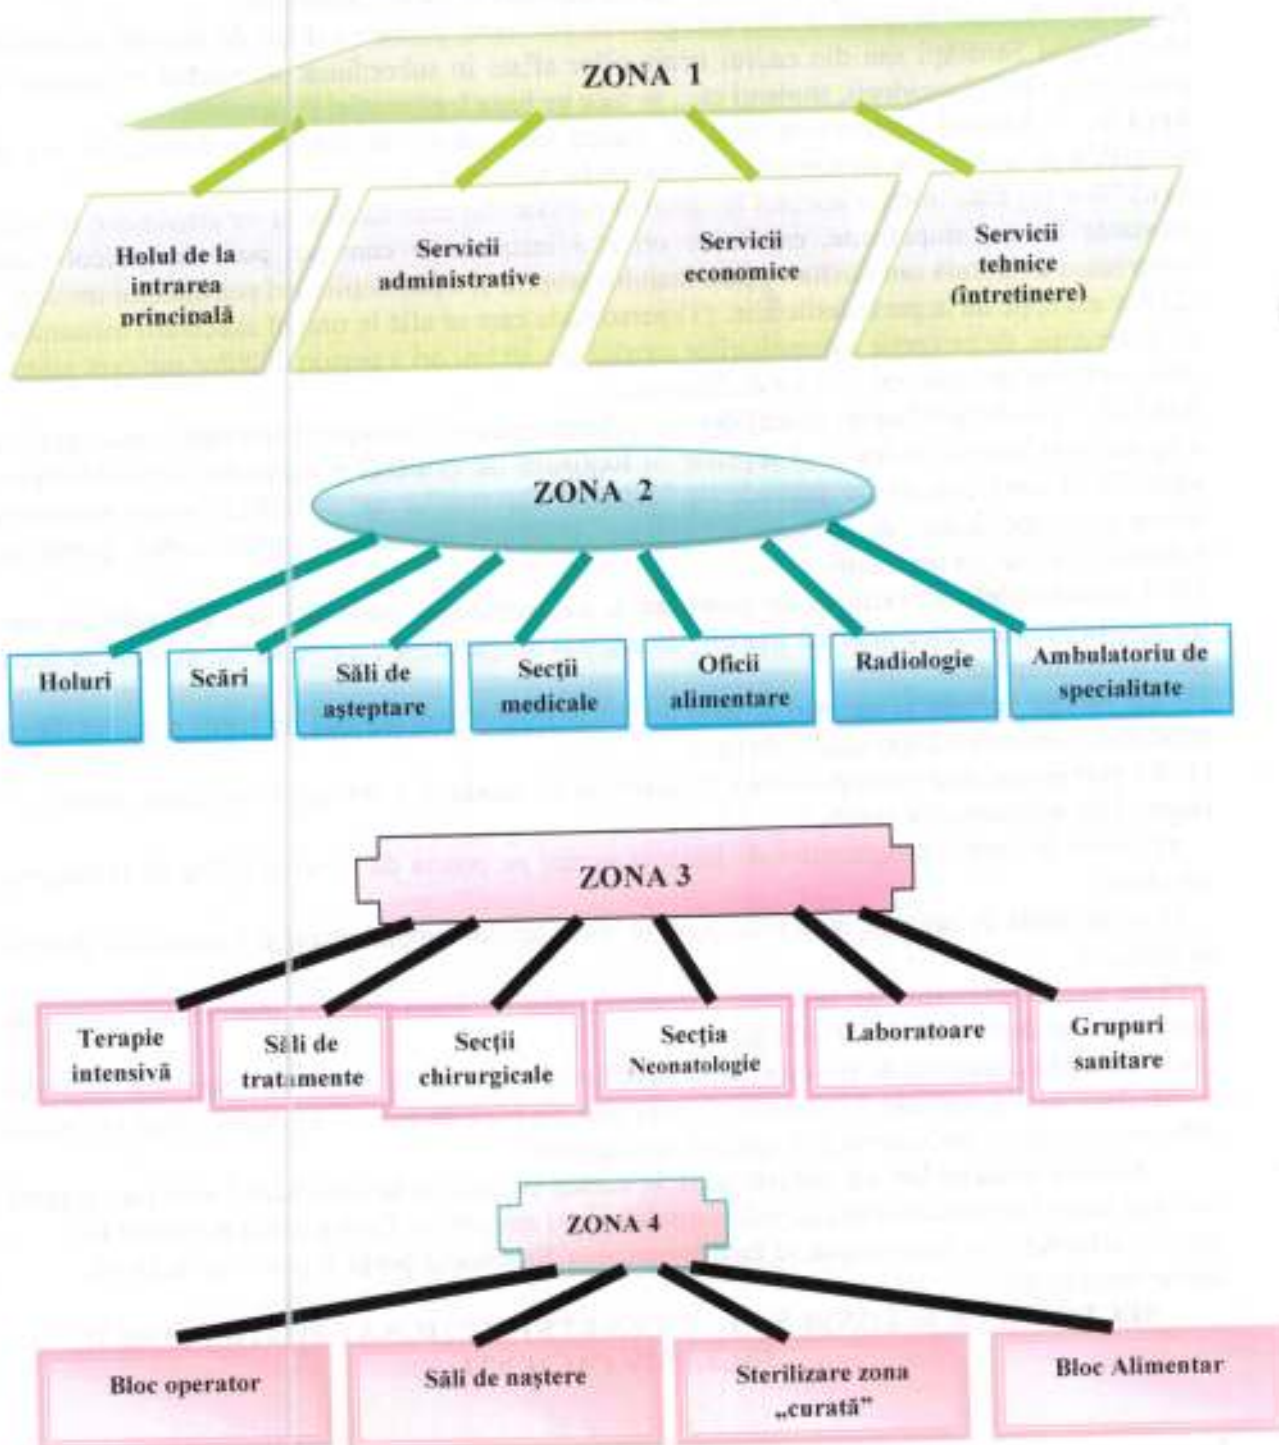 ZONA 1
Holul de la
intrarea
principală
Servicii
administrative
Servicii
economice
Servicii
tehnice
(întreținere)
ZONA 2
Holuri
Scări
Săli de
așteptare
Secții
medicale
Oficii
alimentare
Radiologie
Ambulatoriu de
specialitate
ZONA 3
Terapie
intensivă
Săli de
tratamente
Secții
chirurgicale
Secția
Neonatologie
Laboratoare
Grupuri
sanitare
ZONA 4
Bloc operator
Săli de naștere
Sterilizare zona
„curată”
Bloc Alimentar